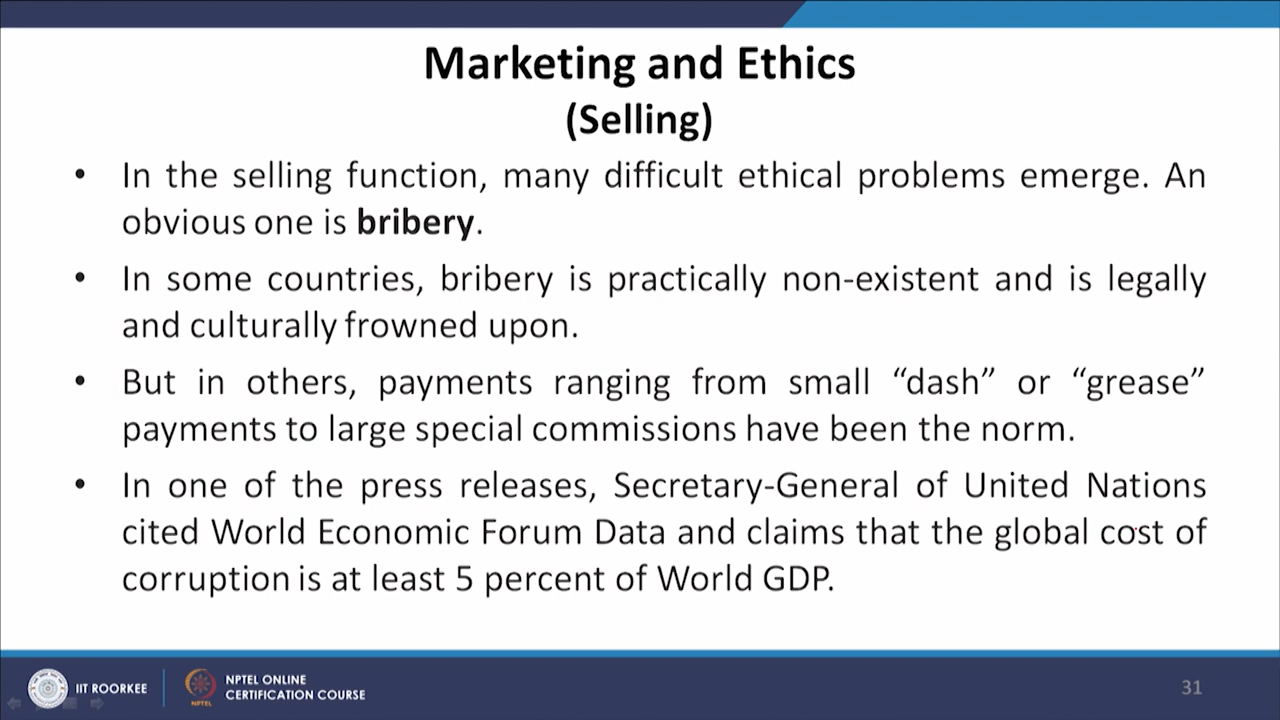 Marketing and Ethics
(Selling)
• In the selling function, many difficult ethical problems emerge. An
obvious one is bribery.
• In some countries, bribery is practically non-existent and is legally
and culturally frowned upon.
• But in others, payments ranging from small “dash” or “grease”
payments to large special commissions have been the norm.
• In one of the press releases, Secretary-General of United Nations
cited World Economic Forum Data and claims that the global cost of
corruption is at least 5 percent of World GDP.
IIT ROORKEE
NPTEL
NPTEL ONLINE
CERTIFICATION COURSE
31